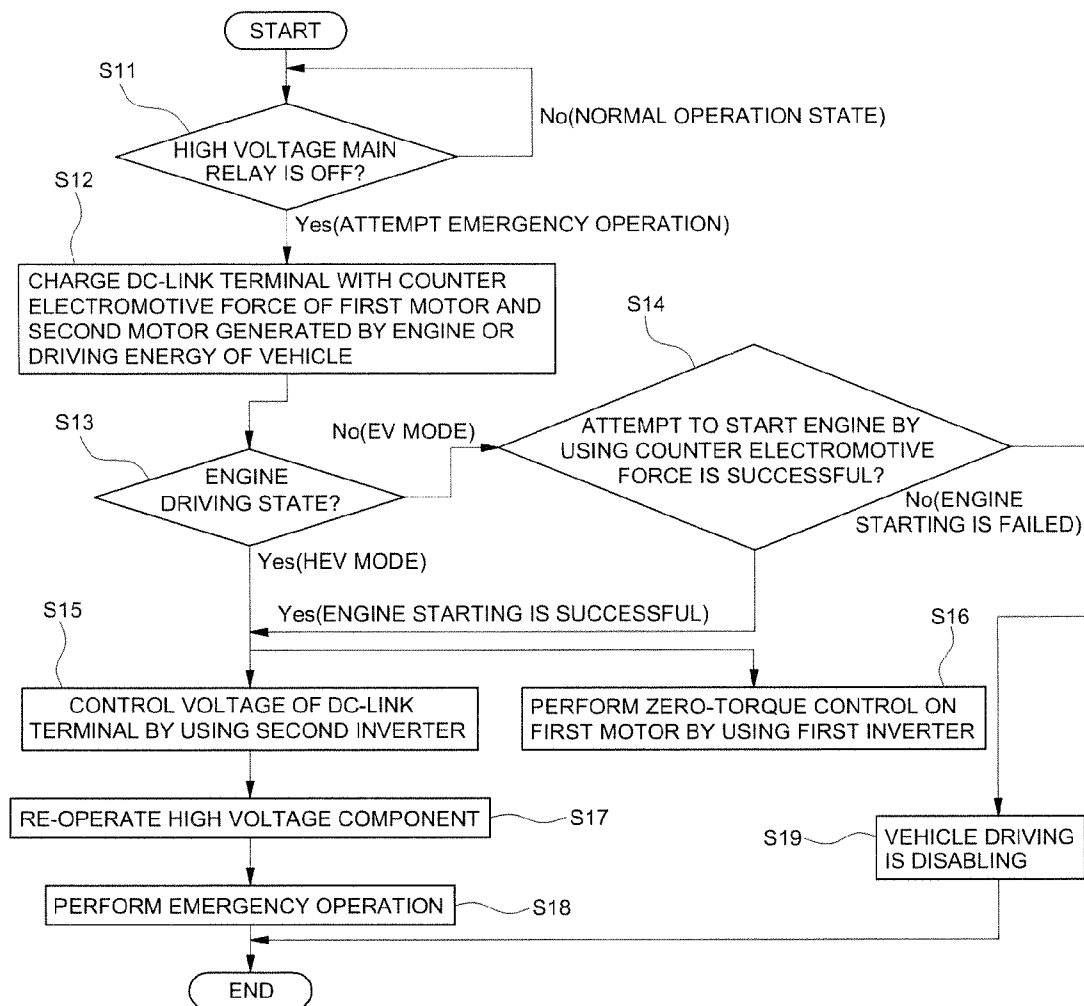 START
S11
No(NORMAL OPERATION STATE)
HIGH VOLTAGE MAIN
RELAY IS OFF?
S12
Yes(ATTEMPT EMERGENCY OPERATION)
CHARGE DC-LINK TERMINAL WITH COUNTER
ELECTROMOTIVE FORCE OF FIRST MOTOR AND
SECOND MOTOR GENERATED BY ENGINE OR
DRIVING ENERGY OF VEHICLE
S14
S13
No(EV MODE)
ENGINE
DRIVING STATE?
ATTEMPT TO START ENGINE BY
USING COUNTER ELECTROMOTIVE
FORCE IS SUCCESSFUL?
No(ENGINE
STARTING IS FAILED)
Yes(HEV MODE)
Yes(ENGINE STARTING IS SUCCESSFUL)
S15
S16
CONTROL VOLTAGE OF DC-LINK
TERMINAL BY USING SECOND INVERTER
PERFORM ZERO-TORQUE CONTROL ON
FIRST MOTOR BY USING FIRST INVERTER
RE-OPERATE HIGH VOLTAGE COMPONENT
S17
S19
VEHICLE DRIVING
IS DISABLING
PERFORM EMERGENCY OPERATION
S18
END